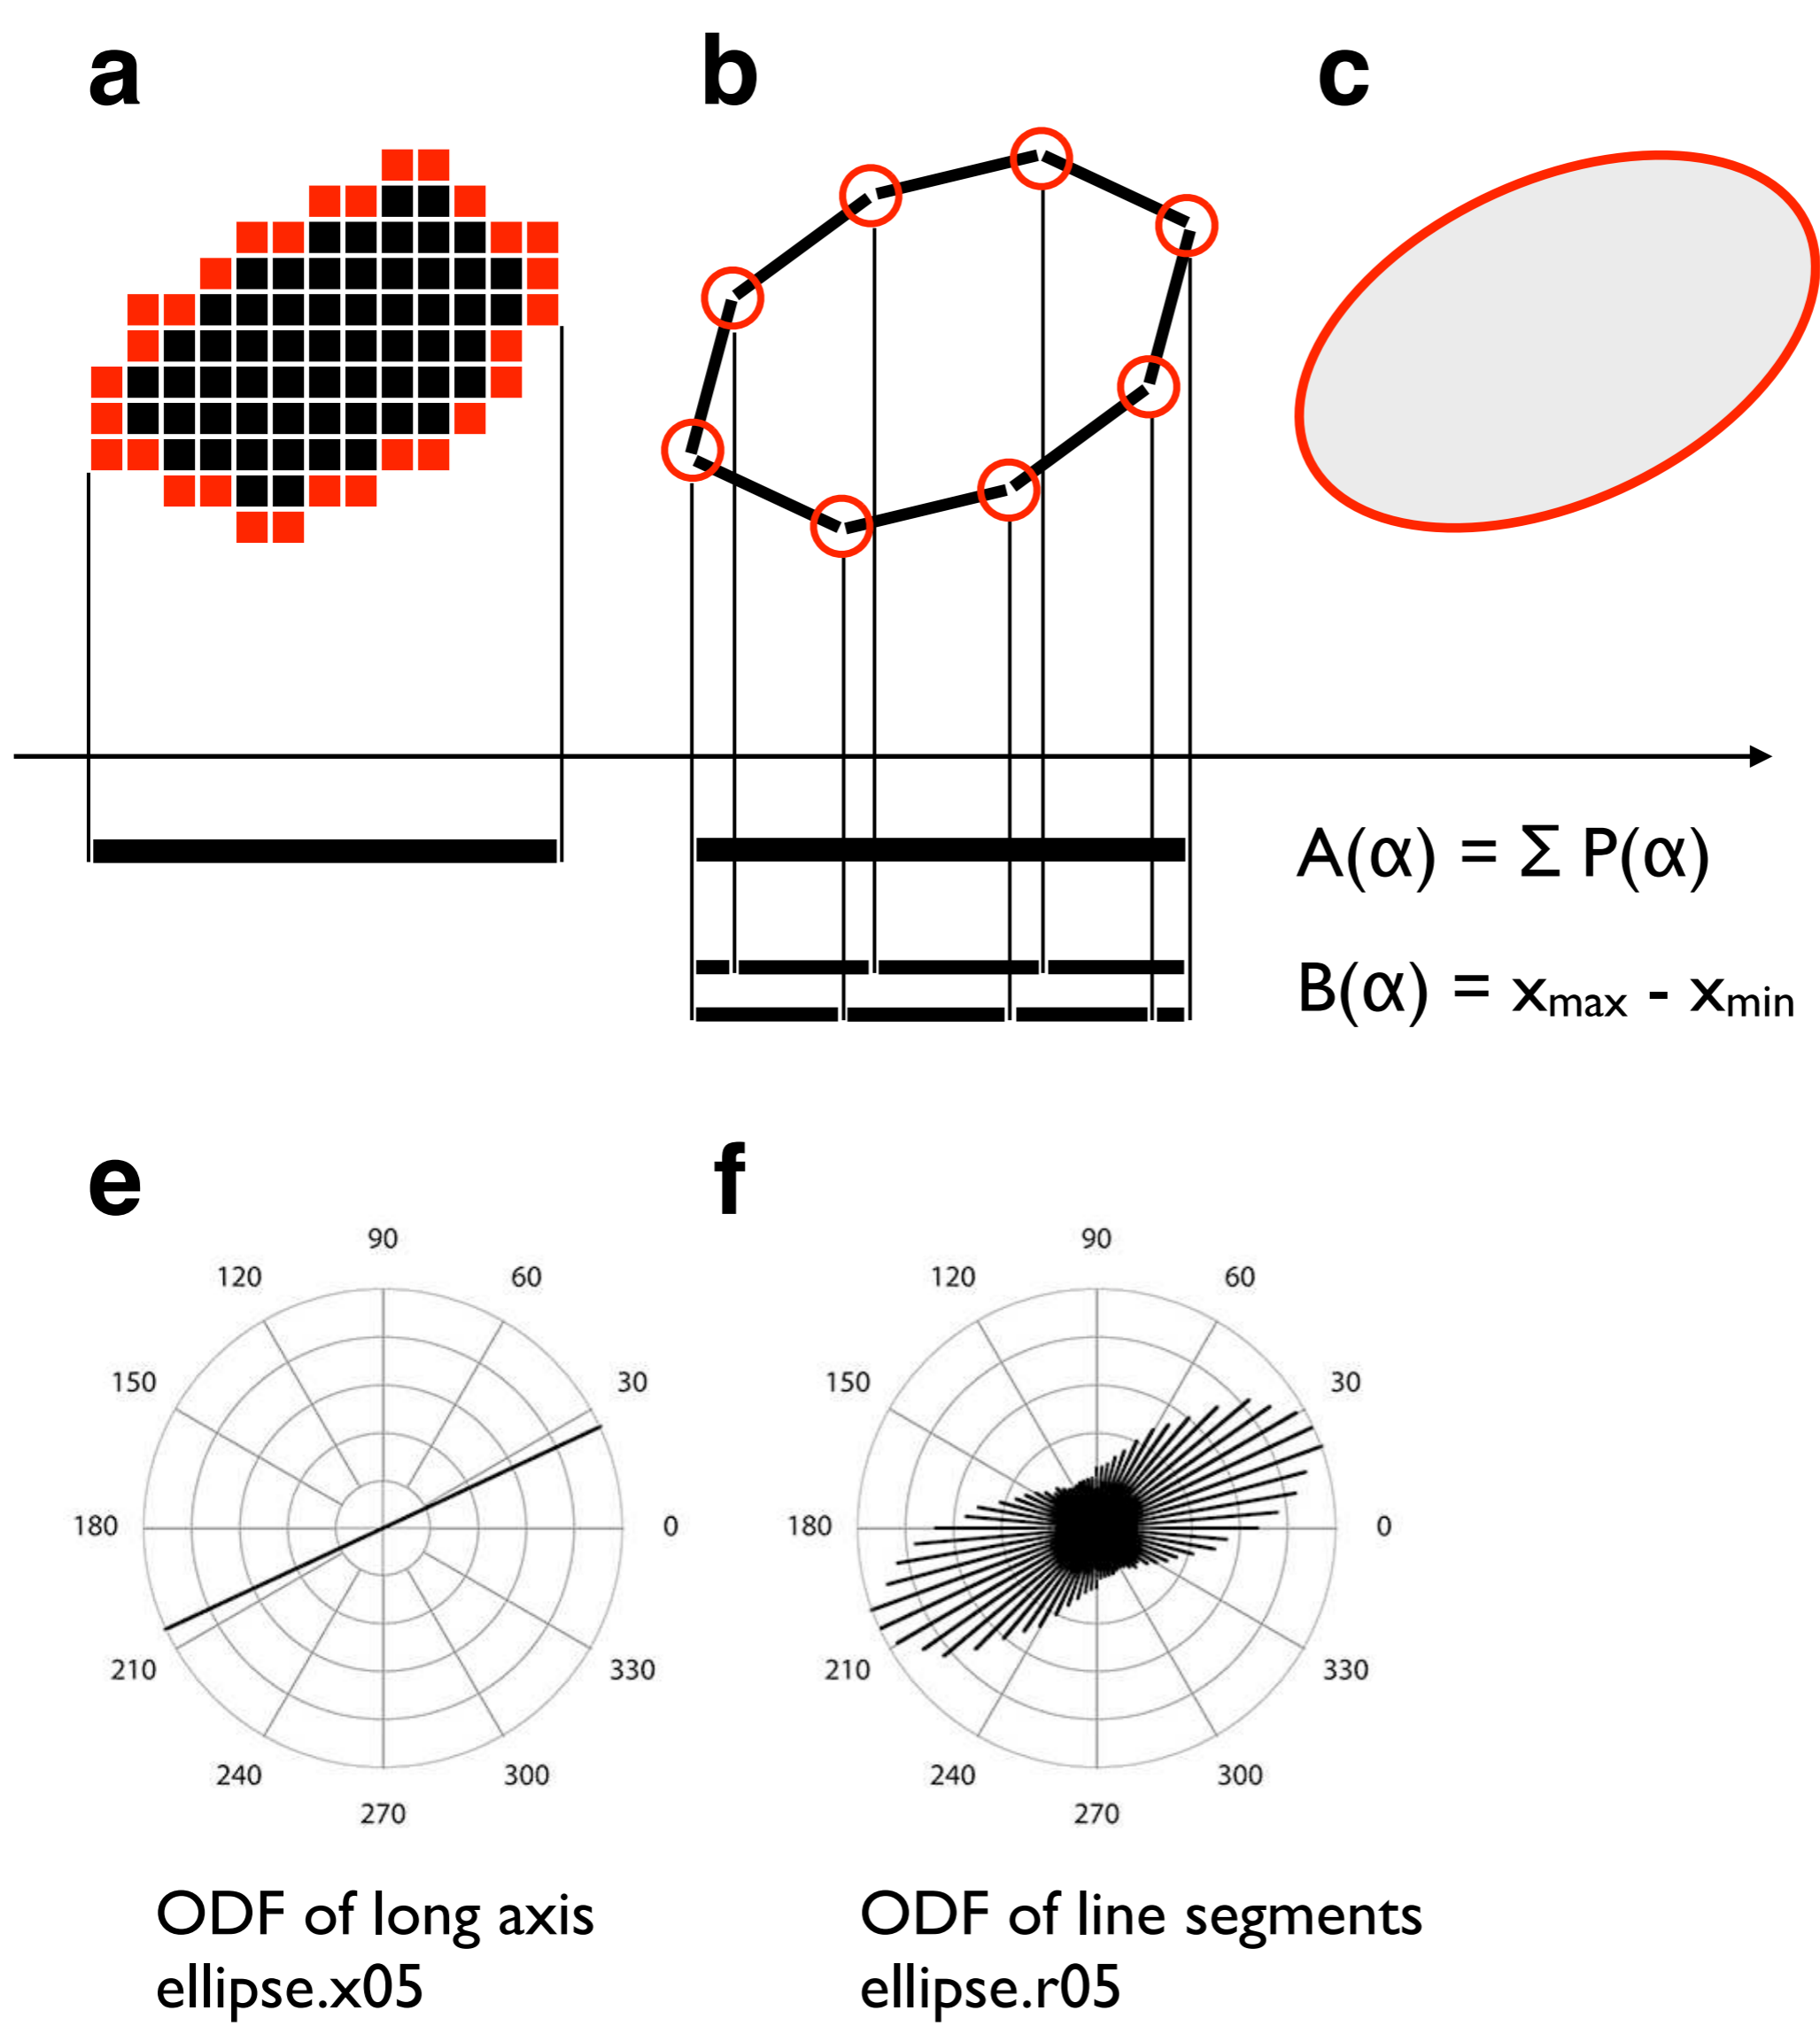 a
b
c
A(α) = Σ P(α)
B(α) = xmax - xmin
e
f
90
120
60
150
30
180
0
210
330
240
300
270
90
120
60
150
30
180
0
210
330
240
300
270
ODF of long axis
ellipse.x05
ODF of line segments
ellipse.r05